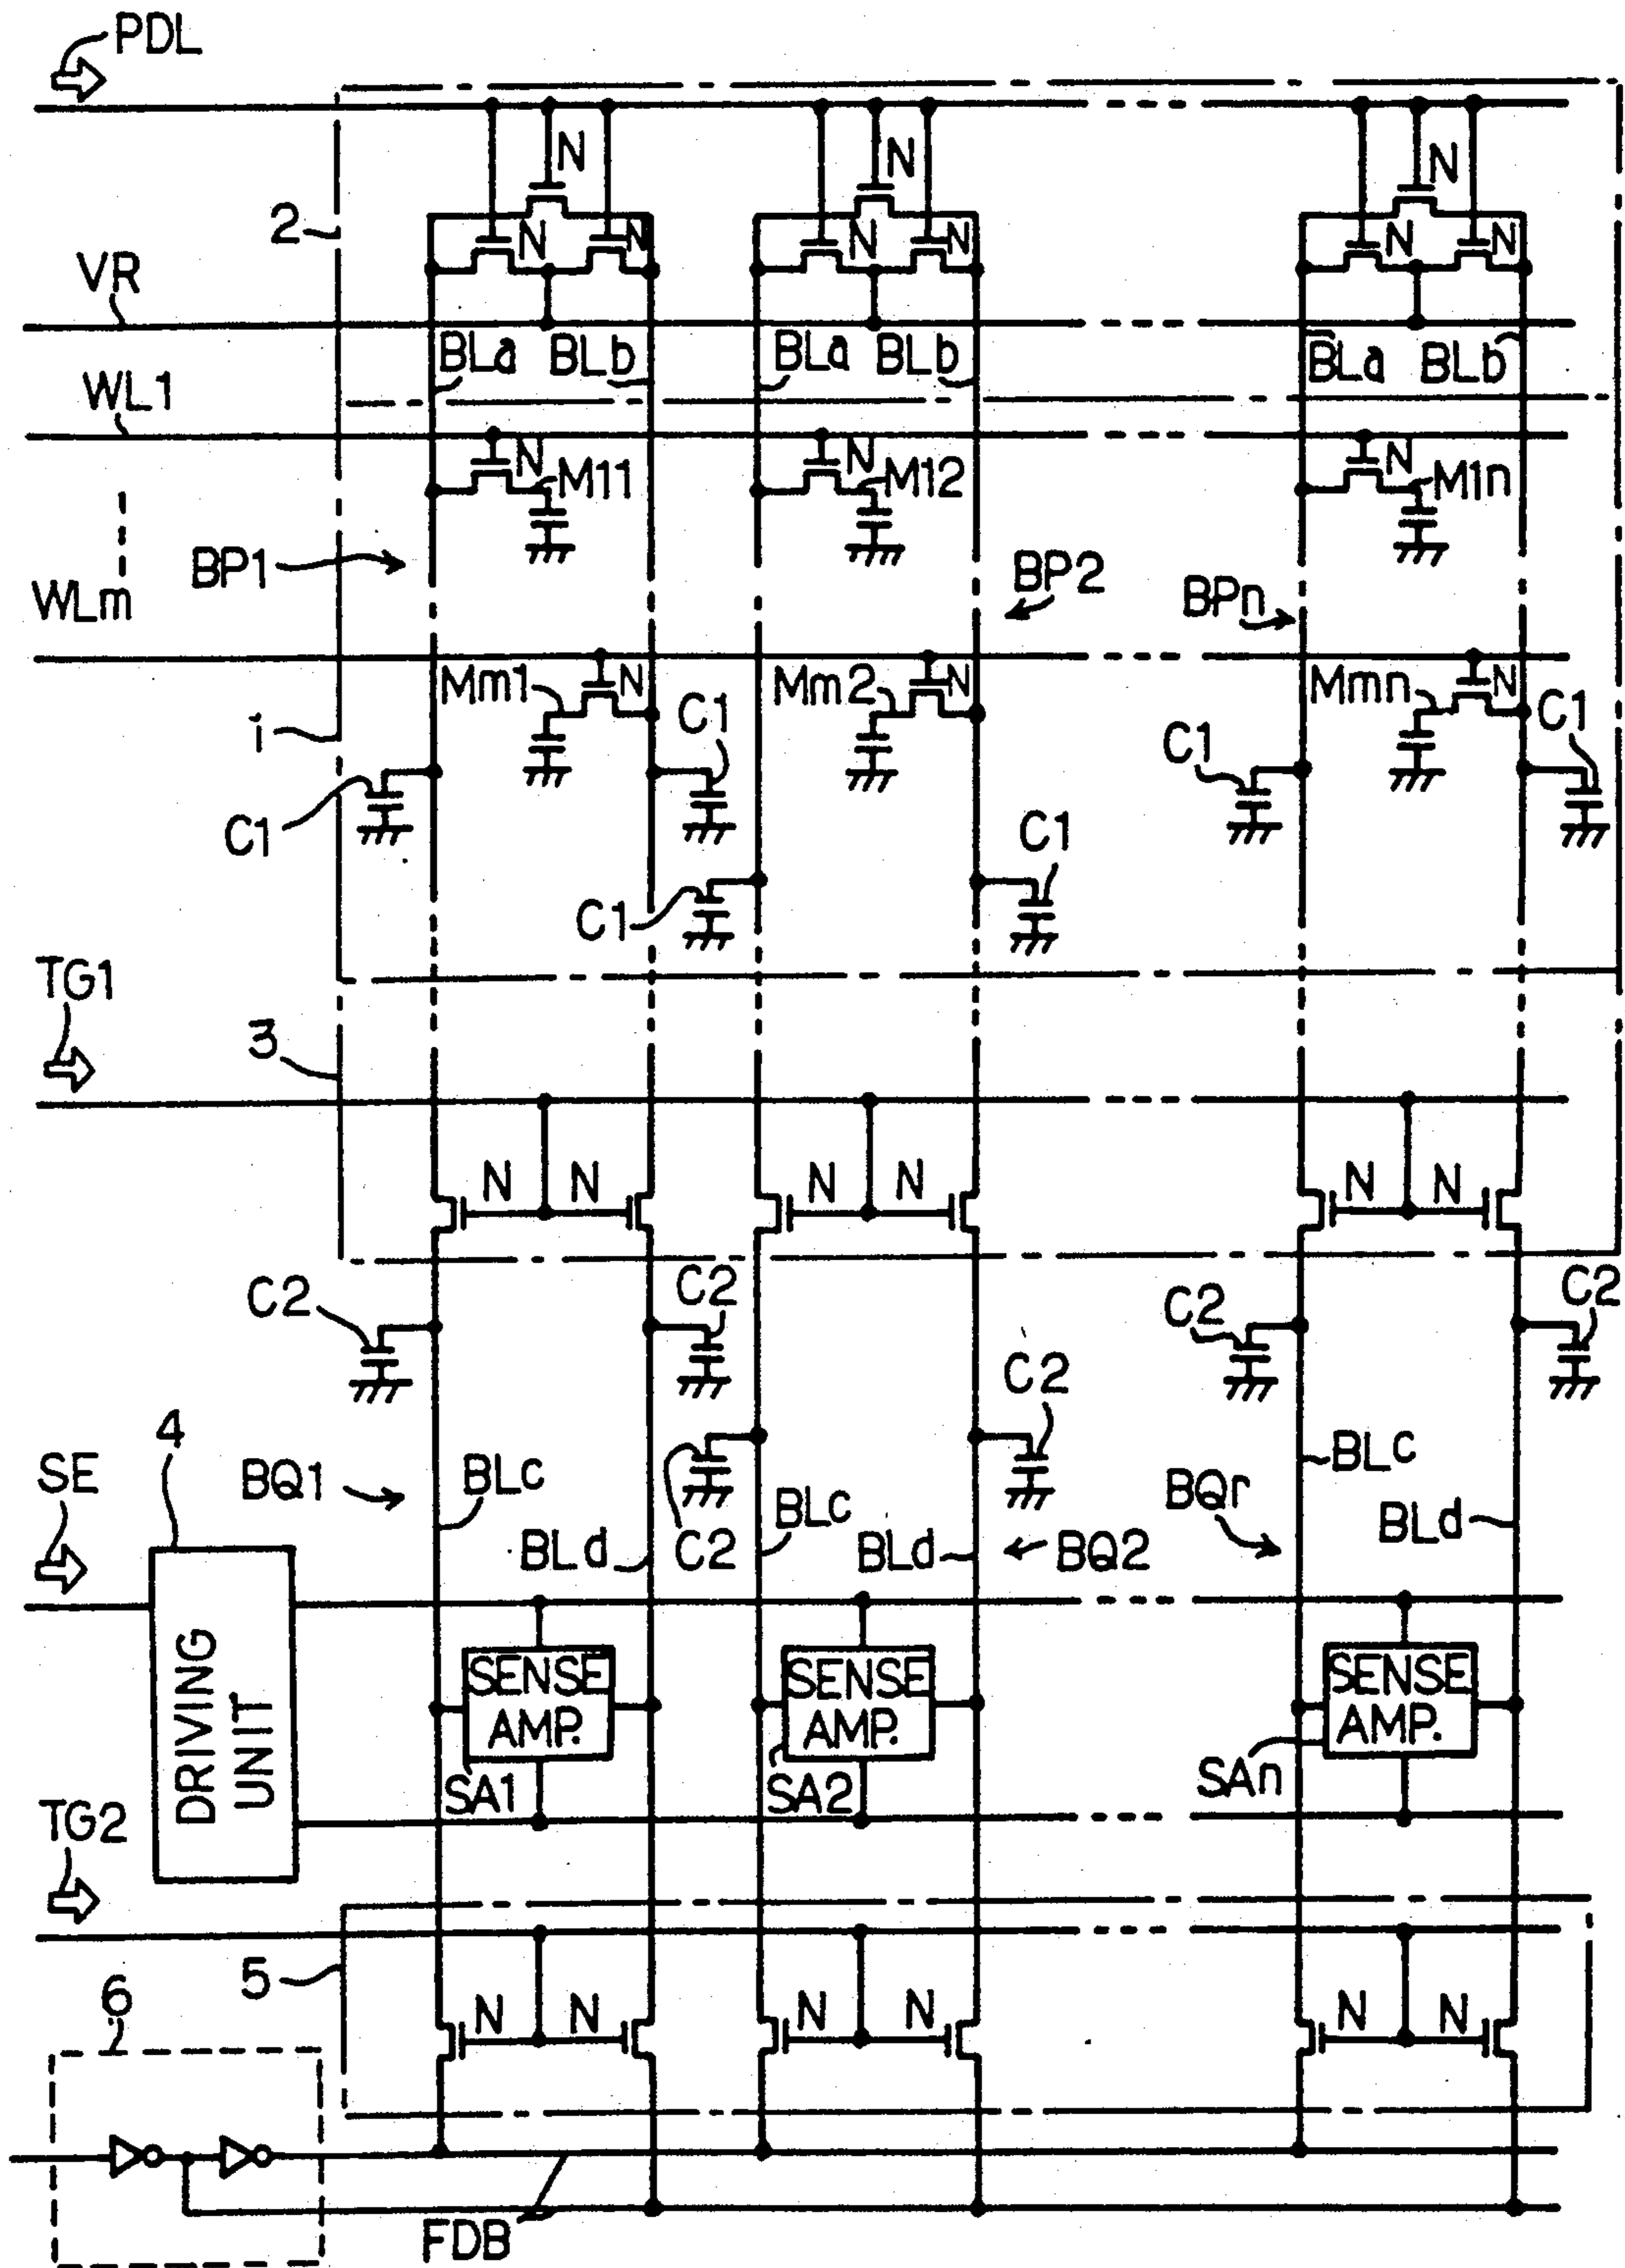 PDL
N N N
2
N N N N N N
VR
BLa BLb BLa BLb BLa BLb
WL1
N N N
M11 M12 M1n
BP1 BP2 BPn
WLm
Mm1 N Mm2 N Mmn N
1
C1 C1 C1
C1 C1
C1 C1
TG1
3
N N N N N N
C2 C2 C2 C2
C2
4
SE
BQ1 BLc BLc BLc
BQr
BLd C2 BLd BQ2 BLd
DRIVING
UNIT
SENSE
AMP.
SENSE
AMP.
SENSE
AMP.
SA1 SA2 SAn
TG2
5
6
N N N N N N
FDB